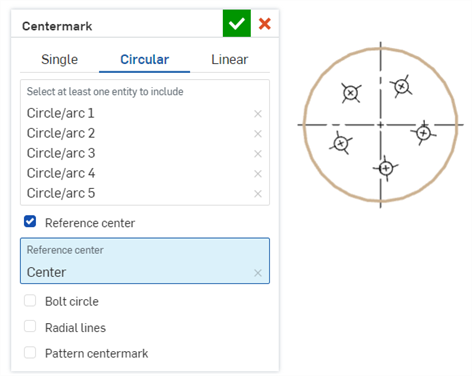 Centermark
Single Circular Linear
Select at least one entity to include
Circle/arc 1
Circle/arc 2
Circle/arc 3
Circle/arc 4
Circle/arc 5
Reference center
Reference center
Center
Bolt circle
Radial lines
Pattern centermark